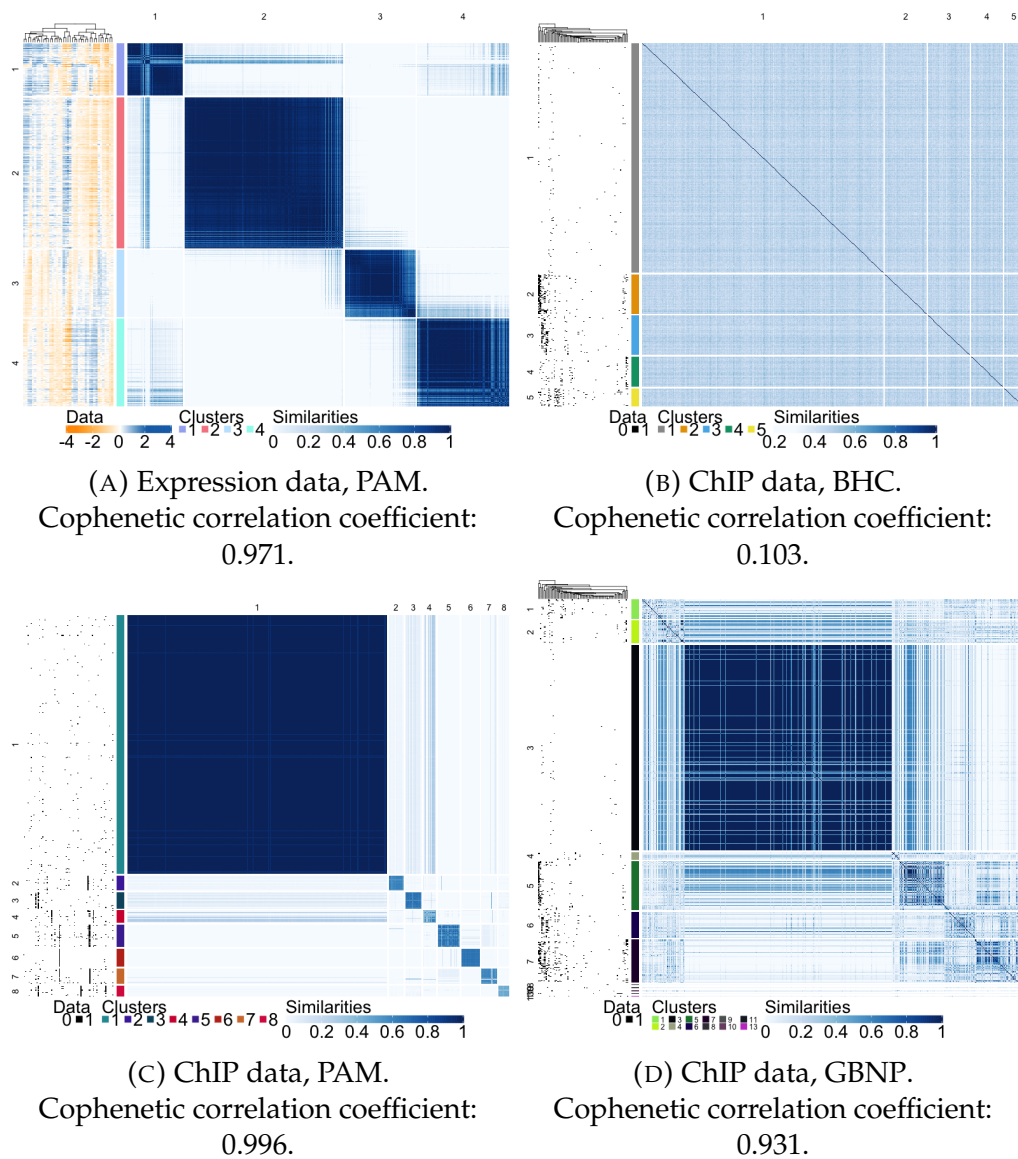 1 2 3 4
1
2
3
4
Data Clusters Similarities
-4 -2 0 2 4 1 2 3 4 0 0.2 0.4 0.6 0.8 1
(A) Expression data, PAM.
Cophenetic correlation coefficient:
0.971.
1 2 3 4 5
1
2
3
4
5
Data Clusters Similarities
0 1 1 2 3 4 5 0.2 0.4 0.6 0.8 1
(B) ChIP data, BHC.
Cophenetic correlation coefficient:
0.103.
1 2 3 4 5 6 7 8
1
2
3
4
5
6
7
8
Data Clusters Similarities
0 1 1 2 3 4 5 6 7 8 0 0.2 0.4 0.6 0.8 1
(C) ChIP data, PAM.
Cophenetic correlation coefficient:
0.996.
1
2
3
4
5
6
7
Data Clusters Similarities
0 1 1 3 5 7 9 11 0 0.2 0.4 0.6 0.8 1
2 4 6 8 10 13
(D) ChIP data, GBNP.
Cophenetic correlation coefficient:
0.931.